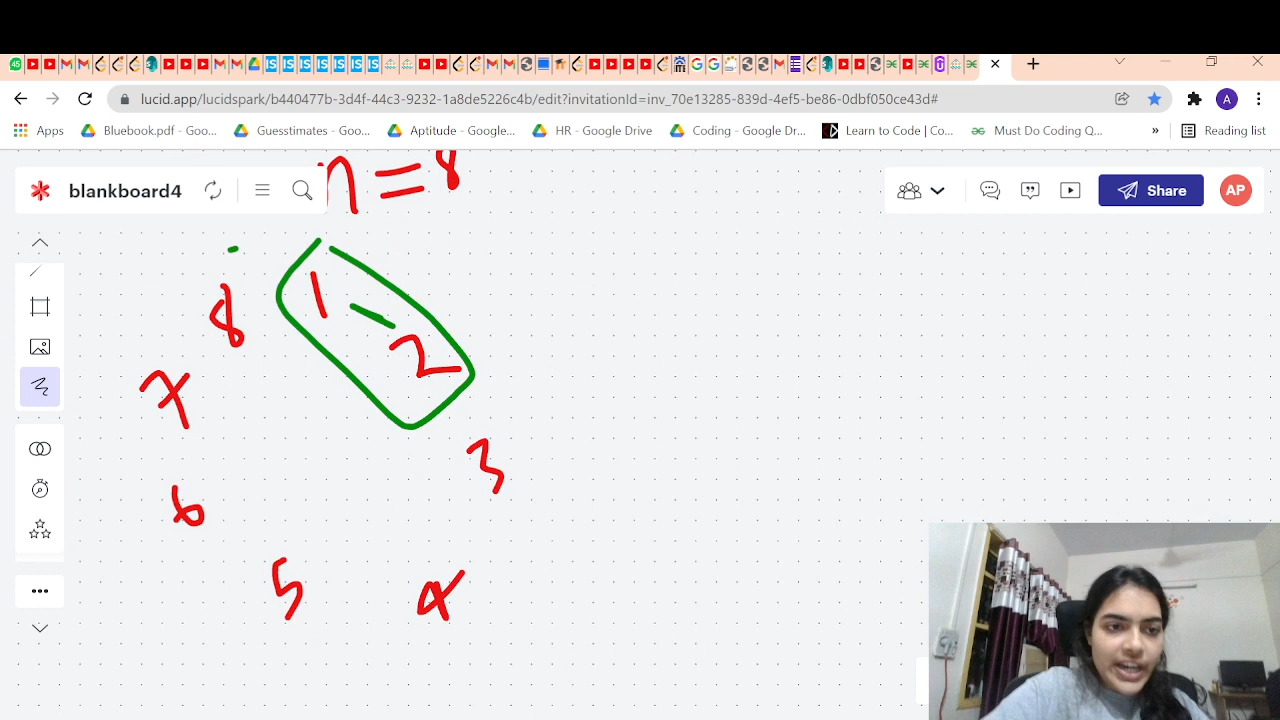 45
lucid.app/lucidspark/b440477b-3d4f-44c3-9232-1a8de5226c4b/edit?invitationId=inv_70e13285-839d-4ef5-be86-0dbf050ce43d#
A
Apps
Bluebook.pdf - Goo...
Guesstimates - Goo...
Aptitude - Google...
HR - Google Drive
Coding - Google Dr...
Learn to Code | Co...
Must Do Coding Q...
»
Reading list
blankboard4
Share
AP
n = 8
1
8
2
7
3
6
5
4